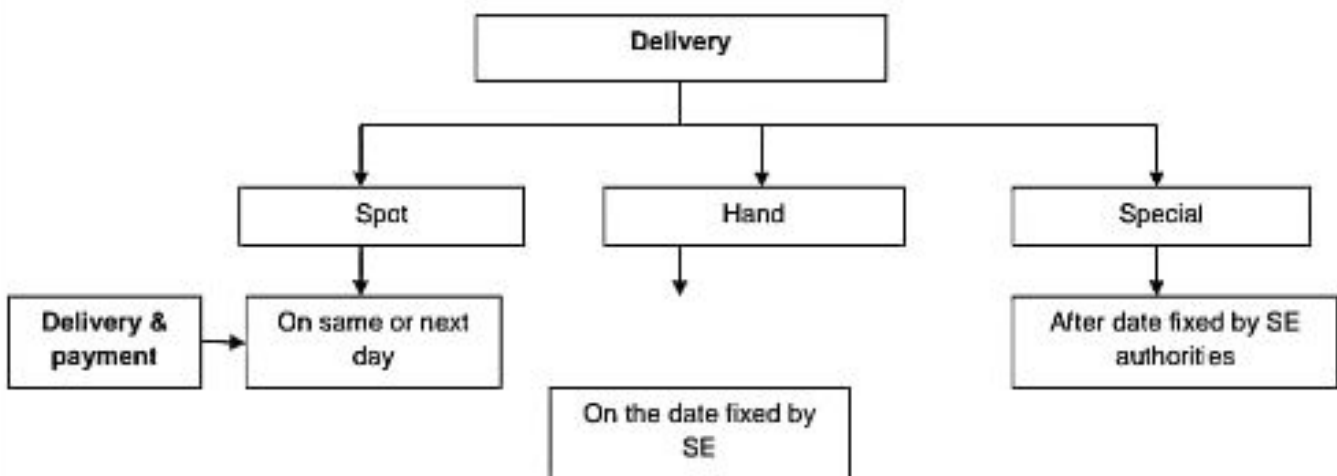 Delivery
Spot
Hand
Special
Delivery &
payment
On same or next
day
After date fixed by SE
authorities
On the date fixed by
SE